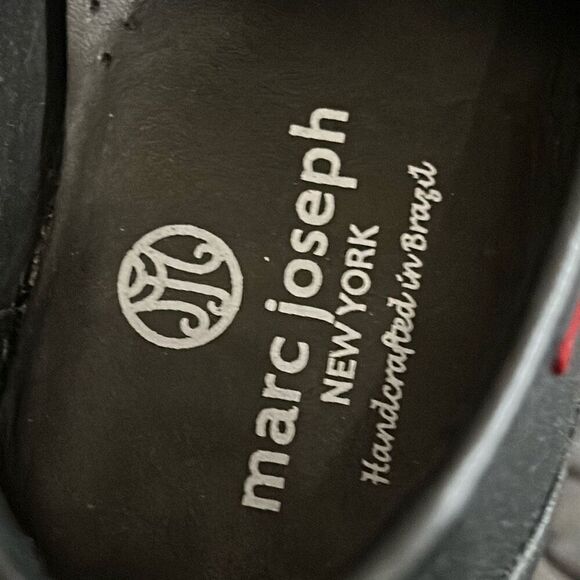 marc joseph
NEW YORK
Handcrafted in Brazil